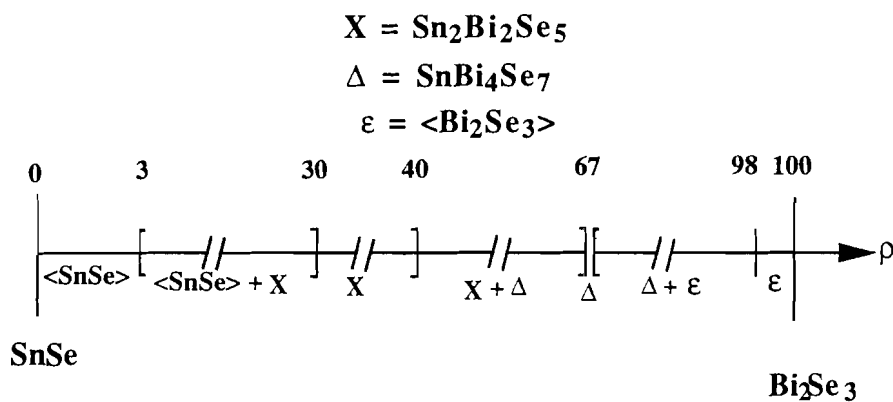 X = Sn₂Bi₂Se₅
Δ = SnBi₄Se₇
ε = <Bi₂Se₃>
0 3 30 40 67 98 100
<SnSe> <SnSe> + X X X + Δ Δ Δ + ε ε ρ
SnSe
Bi₂Se₃